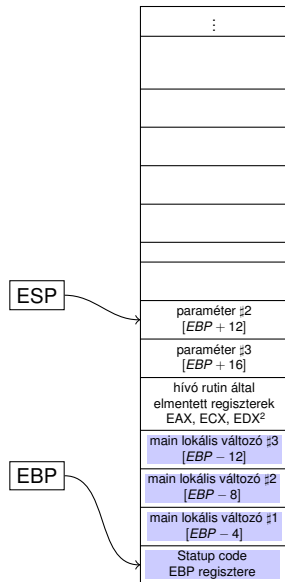 ⋮
ESP
paraméter ♯2
[EBP + 12]
paraméter ♯3
[EBP + 16]
hívó rutin által
elmentett regiszterek
EAX, ECX, EDX²
main lokális változó ♯3
[EBP − 12]
EBP
main lokális változó ♯2
[EBP − 8]
main lokális változó ♯1
[EBP − 4]
Statup code
EBP regisztere